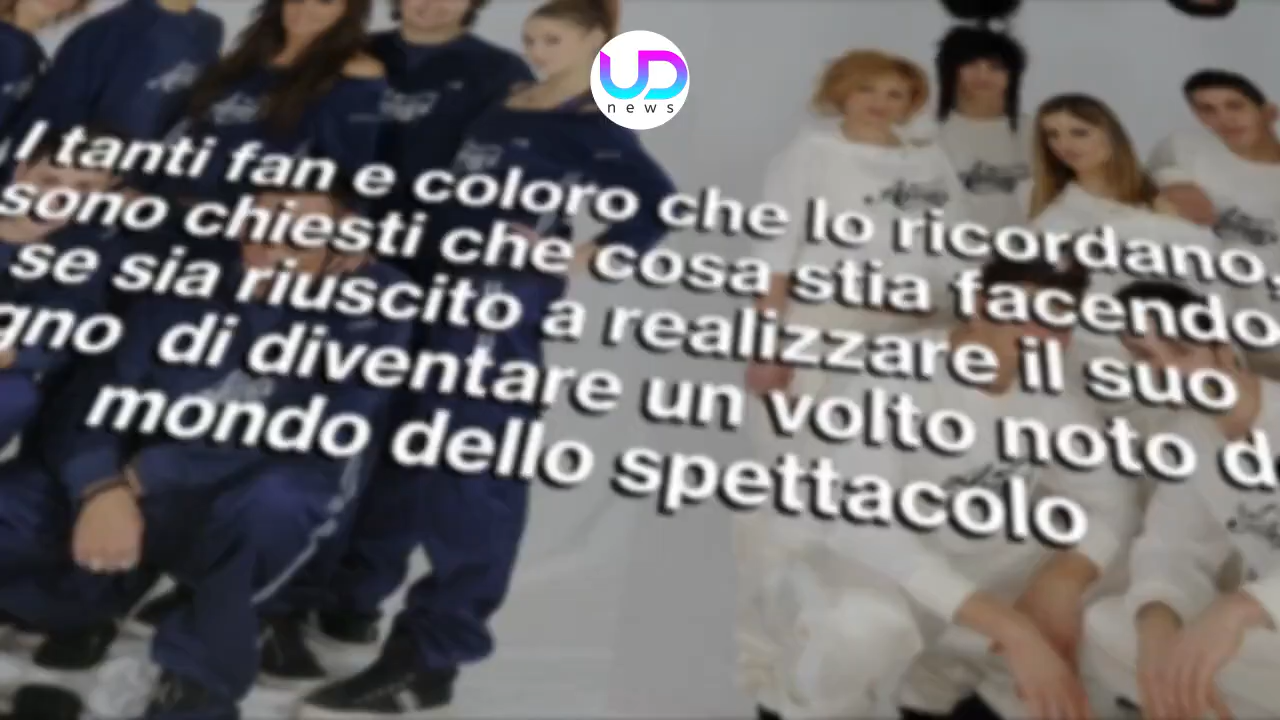 UD
news
I tanti fan e coloro che lo ricordano,
sono chiesti che cosa stia facendo
se sia riuscito a realizzare il suo
di diventare un volto noto
mondo dello spettacolo